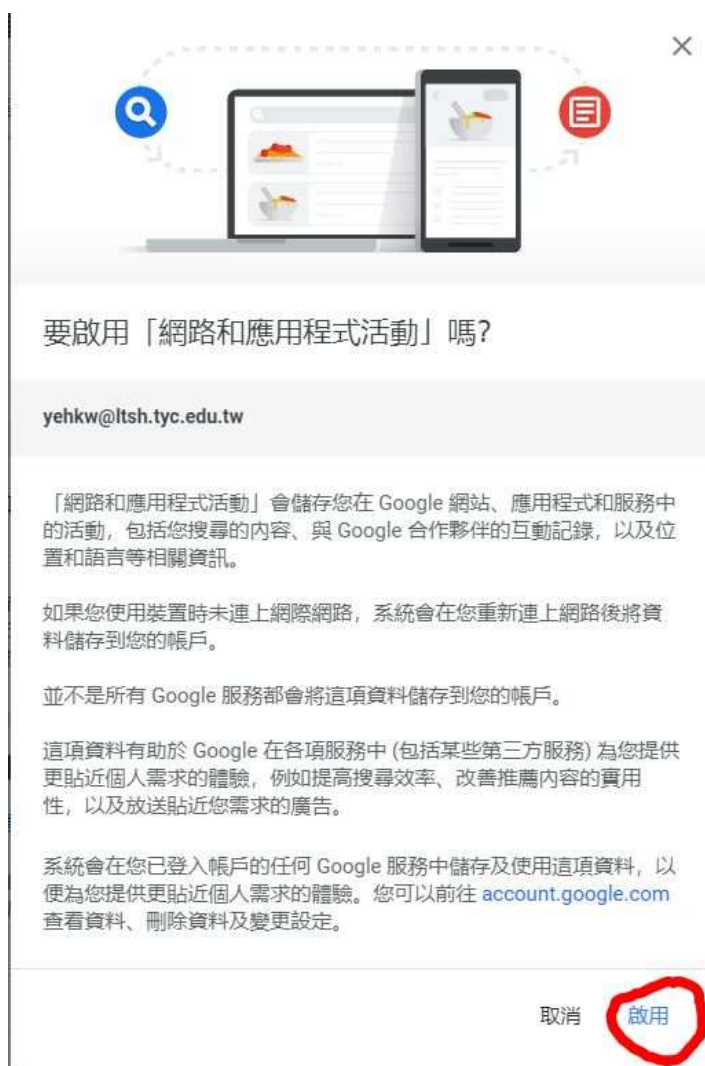 要啟用「網路和應用程式活動」嗎?
yehkw@ltsh.tyc.edu.tw
「網路和應用程式活動」會儲存您在 Google 網站、應用程式和服務中
的活動，包括您搜尋的內容、與 Google 合作夥伴的互動記錄，以及位
置和語言等相關資訊。
如果您使用裝置時未連上網際網路，系統會在您重新連上網路後將資
料儲存到您的帳戶。
並不是所有 Google 服務都會將這項資料儲存到您的帳戶。
這項資料有助於 Google 在各項服務中 (包括某些第三方服務) 為您提供
更貼近個人需求的體驗，例如提高搜尋效率、改善推薦內容的實用
性，以及放送貼近您需求的廣告。
系統會在您已登入帳戶的任何 Google 服務中儲存及使用這項資料，以
便為您提供更貼近個人需求的體驗。您可以前往 account.google.com
查看資料、刪除資料及變更設定。
取消 啟用